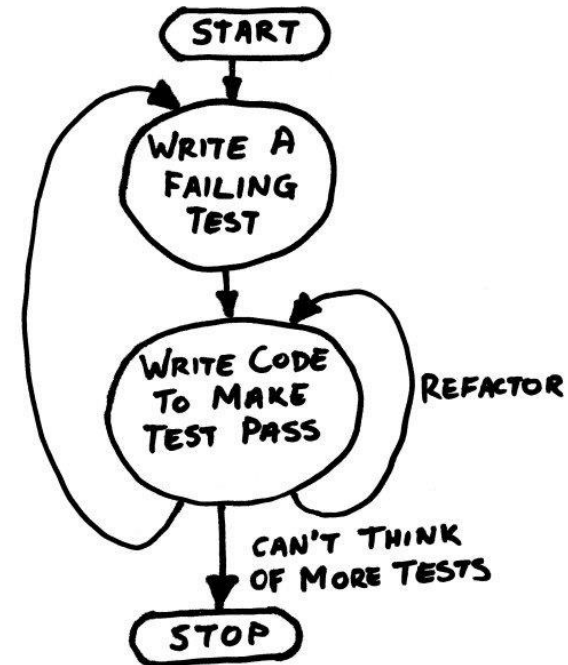 START
WRITE A
FAILING
TEST
WRITE CODE
TO MAKE
TEST PASS
REFACTOR
CAN'T THINK
OF MORE TESTS
STOP